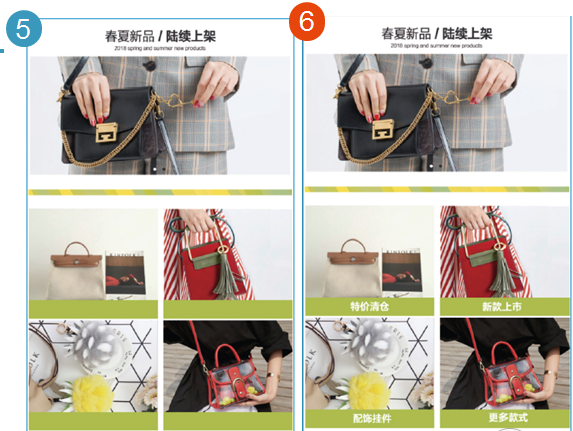 5
春夏新品 / 陆续上架
2018 spring and summer new products
KINFOLK
6
春夏新品 / 陆续上架
2018 spring and summer new products
KINFOLK
特价清仓
新款上市
配饰挂件
更多款式